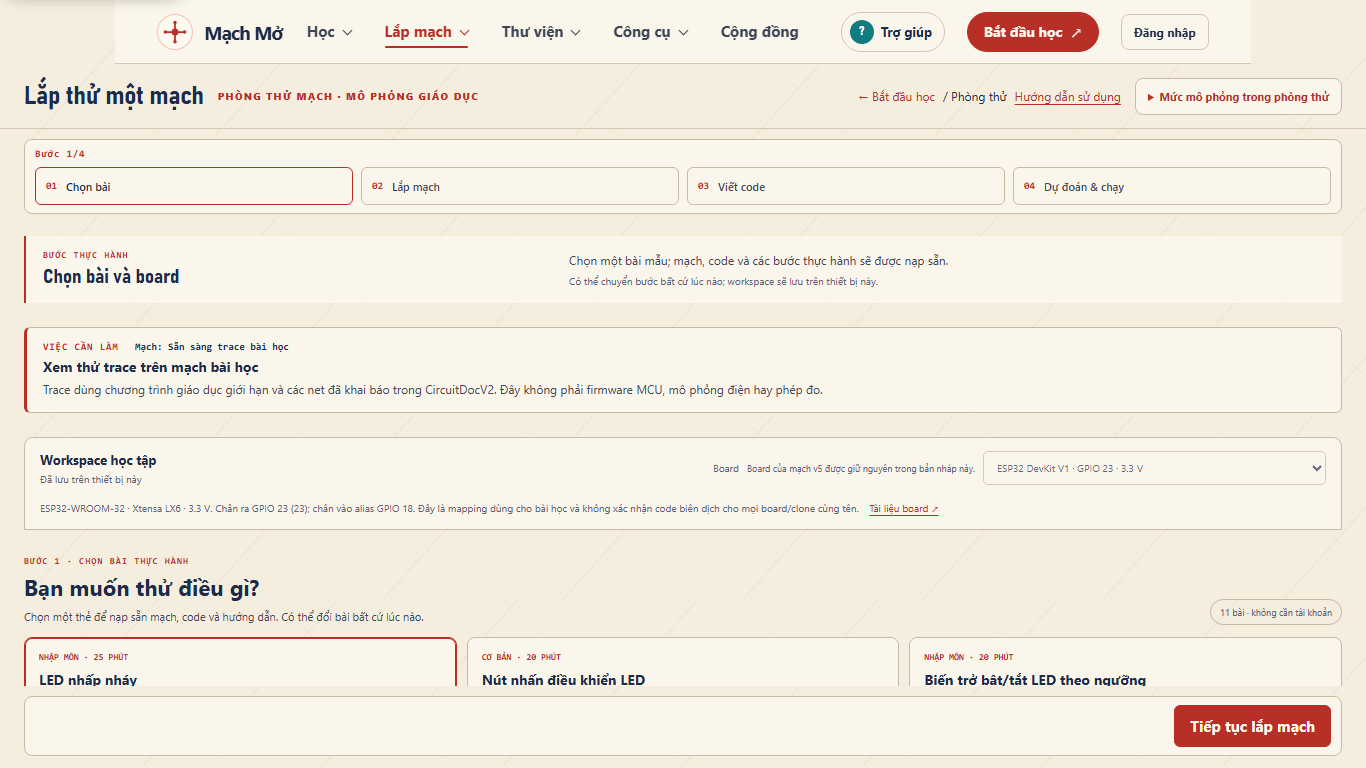 Mạch Mở
Học
Lắp mạch
Thư viện
Công cụ
Cộng đồng
? Trợ giúp
Bắt đầu học ↗
Đăng nhập
Lắp thử một mạch
PHÒNG THỬ MẠCH · MÔ PHỎNG GIÁO DỤC
← Bắt đầu học / Phòng thử Hướng dẫn sử dụng
▶ Mức mô phỏng trong phòng thử
Bước 1/4
01 Chọn bài
02 Lắp mạch
03 Viết code
04 Dự đoán & chạy
BƯỚC THỰC HÀNH
Chọn bài và board
Chọn một bài mẫu; mạch, code và các bước thực hành sẽ được nạp sẵn.
Có thể chuyển bước bất cứ lúc nào; workspace sẽ lưu trên thiết bị này.
VIỆC CẦN LÀM Mạch: Sẵn sàng trace bài học
Xem thử trace trên mạch bài học
Trace dùng chương trình giáo dục giới hạn và các net đã khai báo trong CircuitDocV2. Đây không phải firmware MCU, mô phỏng điện hay phép đo.
Workspace học tập
Đã lưu trên thiết bị này
Board Board của mạch v5 được giữ nguyên trong bản nháp này.
ESP32 DevKit V1 · GPIO 23 · 3.3 V
ESP32-WROOM-32 · Xtensa LX6 · 3.3 V. Chân ra GPIO 23 (23); chân vào alias GPIO 18. Đây là mapping dùng cho bài học và không xác nhận code biên dịch cho mọi board/clone cùng tên. Tài liệu board ↗
BƯỚC 1 · CHỌN BÀI THỰC HÀNH
Bạn muốn thử điều gì?
Chọn một thẻ để nạp sẵn mạch, code và hướng dẫn. Có thể đổi bài bất cứ lúc nào.
11 bài · không cần tài khoản
NHẬP MÔN · 25 PHÚT
LED nhấp nháy
CƠ BẢN · 20 PHÚT
Nút nhấn điều khiển LED
NHẬP MÔN · 20 PHÚT
Biến trở bật/tắt LED theo ngưỡng
Tiếp tục lắp mạch